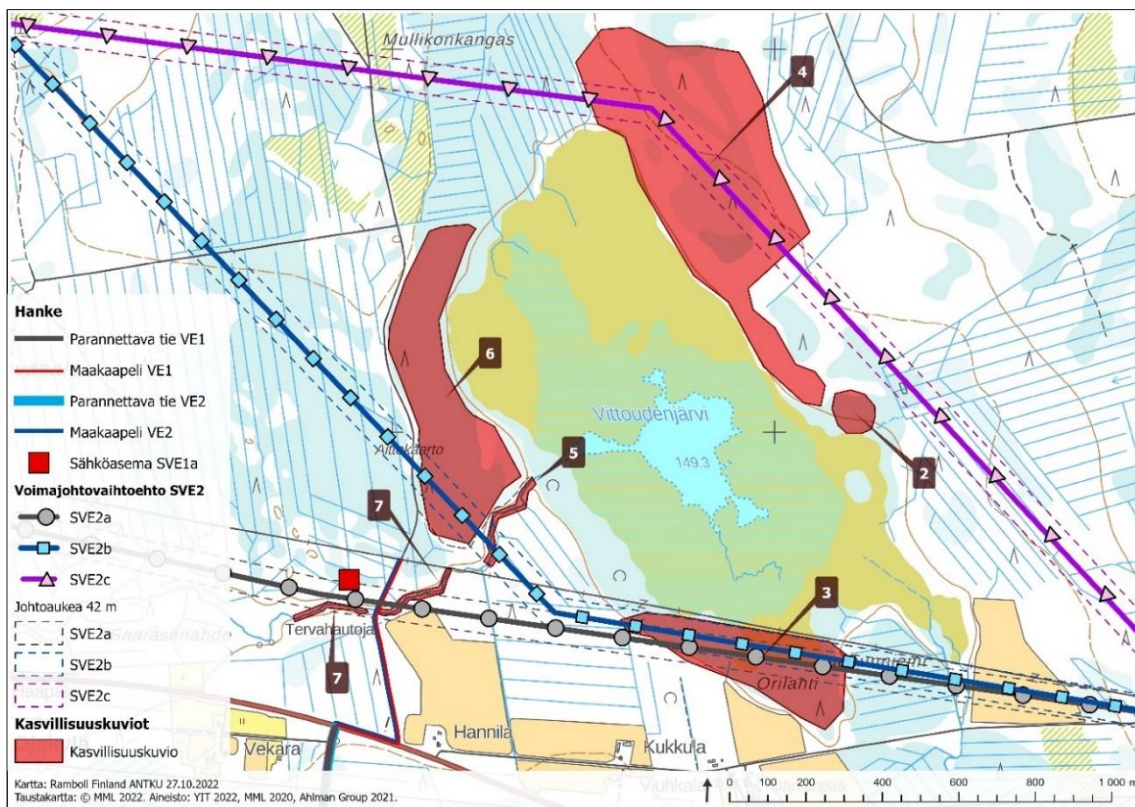 Mullikonkangas
4
6
Vittoudenjärvi
149.3
2
5
7
3
Tervahautoja
7
Orilahti
Hannila
Kukkula
Vekara
Hanke
Parannettava tie VE1
Maakaapeli VE1
Parannettava tie VE2
Maakaapeli VE2
Sähköasema SVE1a
Voimajohtovaihtoehto SVE2
SVE2a
SVE2b
SVE2c
Johtoaukea 42 m
SVE2a
SVE2b
SVE2c
Kasvillisuuskuviot
Kasvillisuuskuvio
Kartta: Ramboll Finland ANTKU 27.10.2022
Taustakartta: © MML 2022. Aineisto: YIT 2022, MML 2020, Ahlman Group 2021.
0 100 200 400 600 800 1 000 m